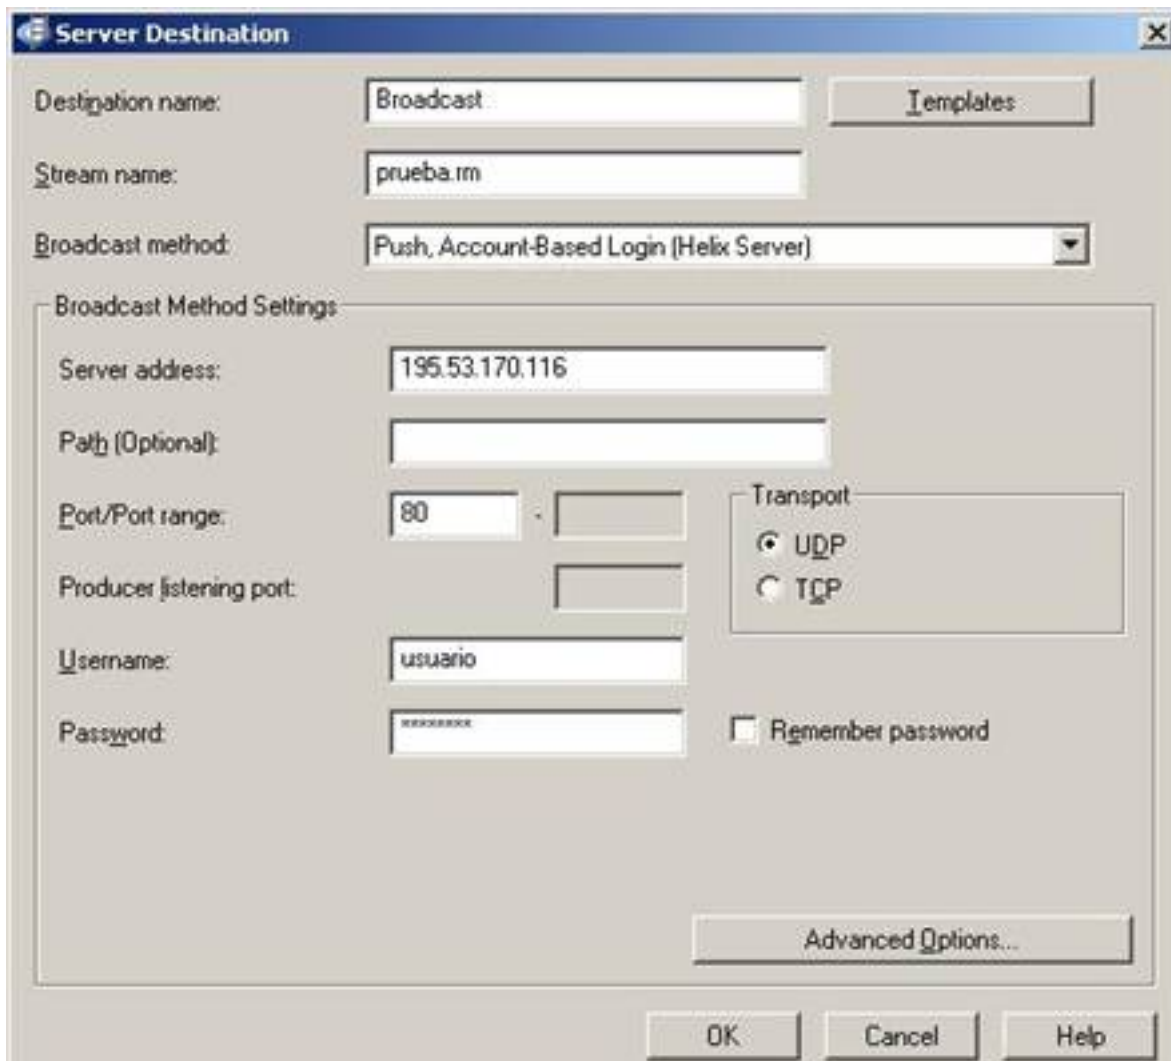 Server Destination
Destination name: Broadcast Templates
Stream name: prueba.rm
Broadcast method: Push, Account-Based Login (Helix Server)
Broadcast Method Settings
Server address: 195.53.170.116
Path (Optional):
Port/Port range: 80 - Transport
UDP
Producer listening port: TCP
Username: usuario
Password: ******** Remember password
Advanced Options...
OK Cancel Help